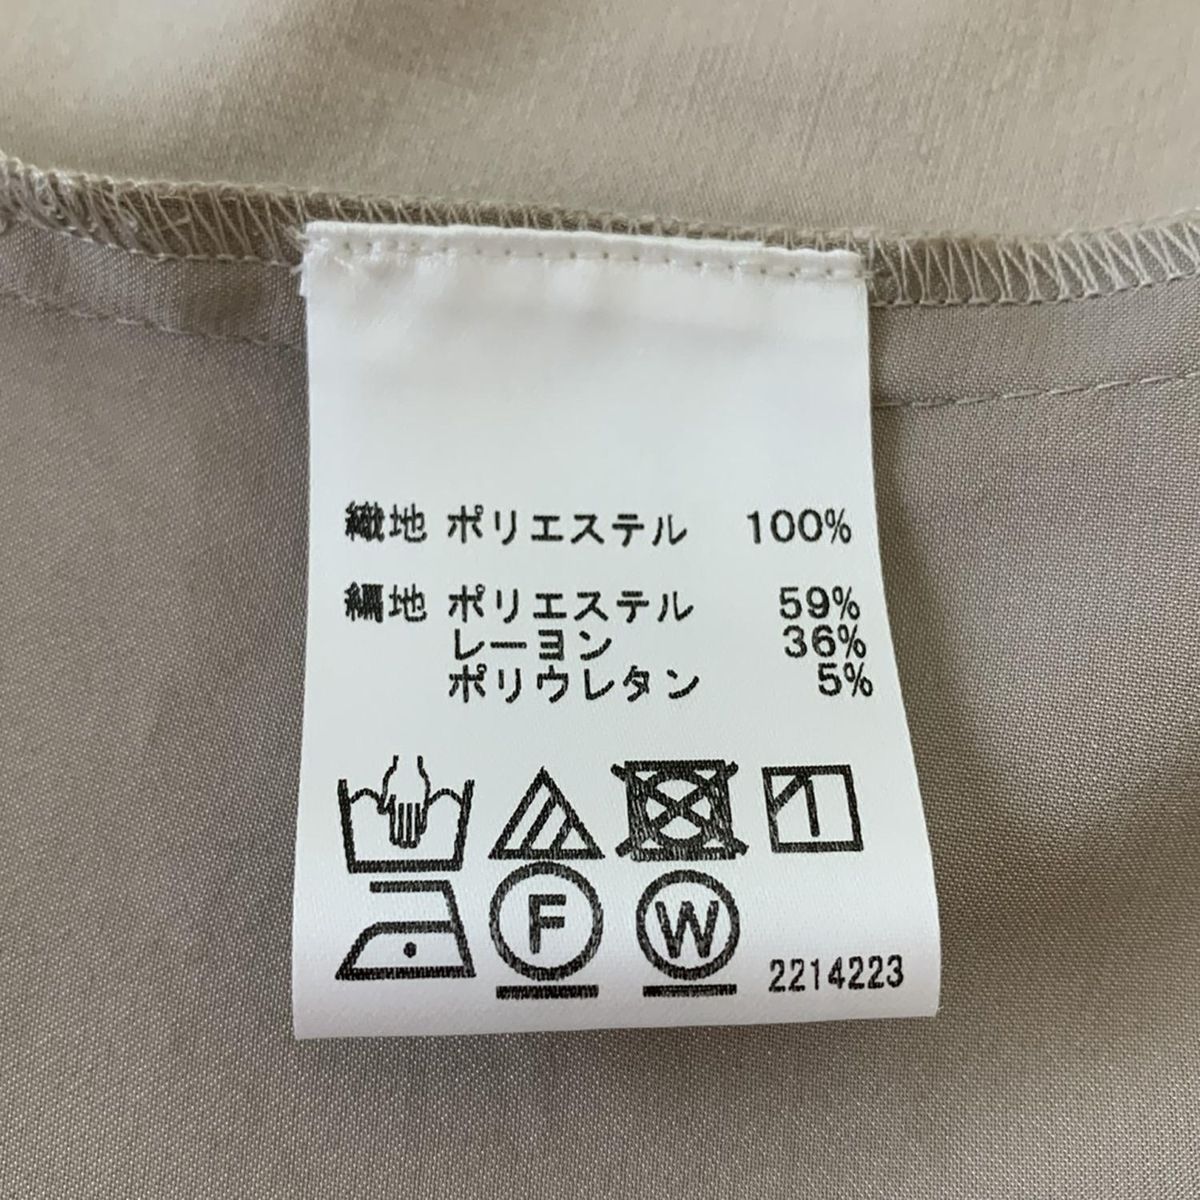 織地 ポリエステル 100%
編地 ポリエステル 59%
レーヨン 36%
ポリウレタン 5%
F W 2214223